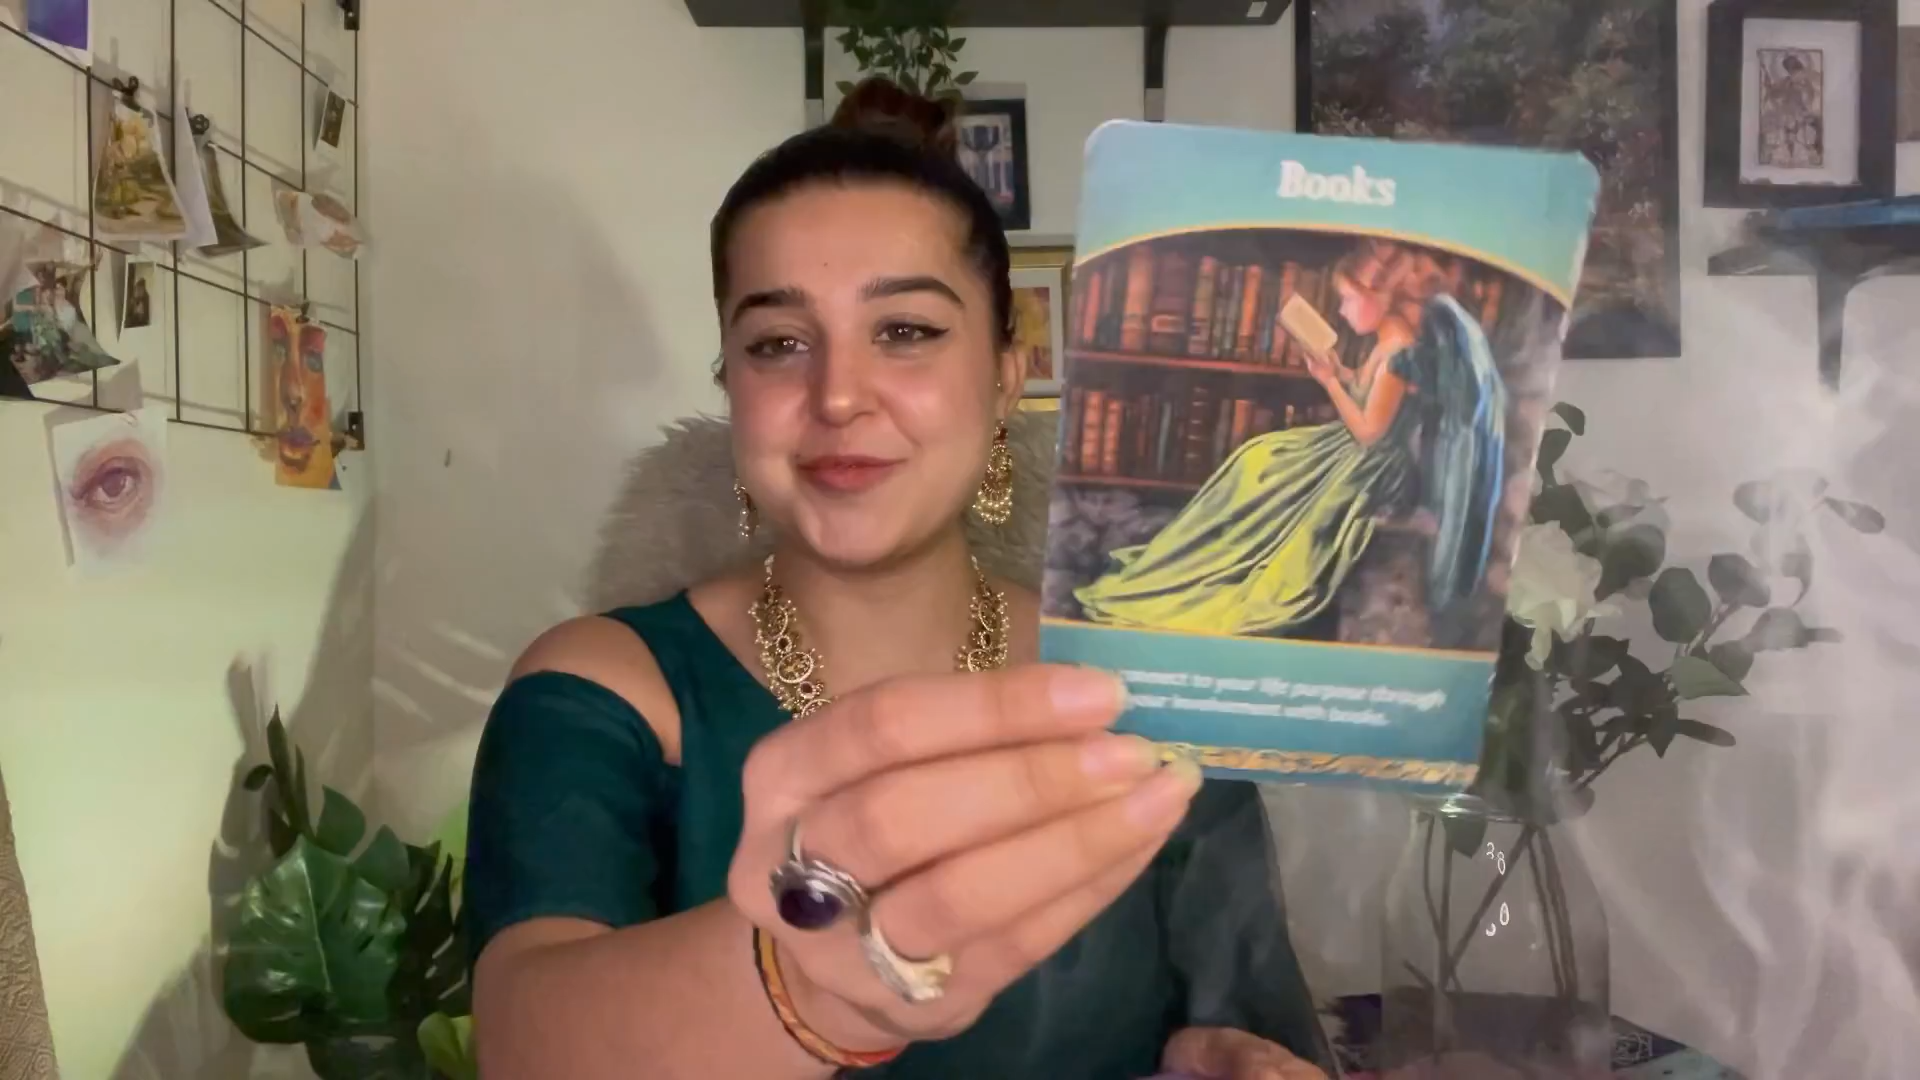 Books
connect to your life purpose through
your involvement with books.